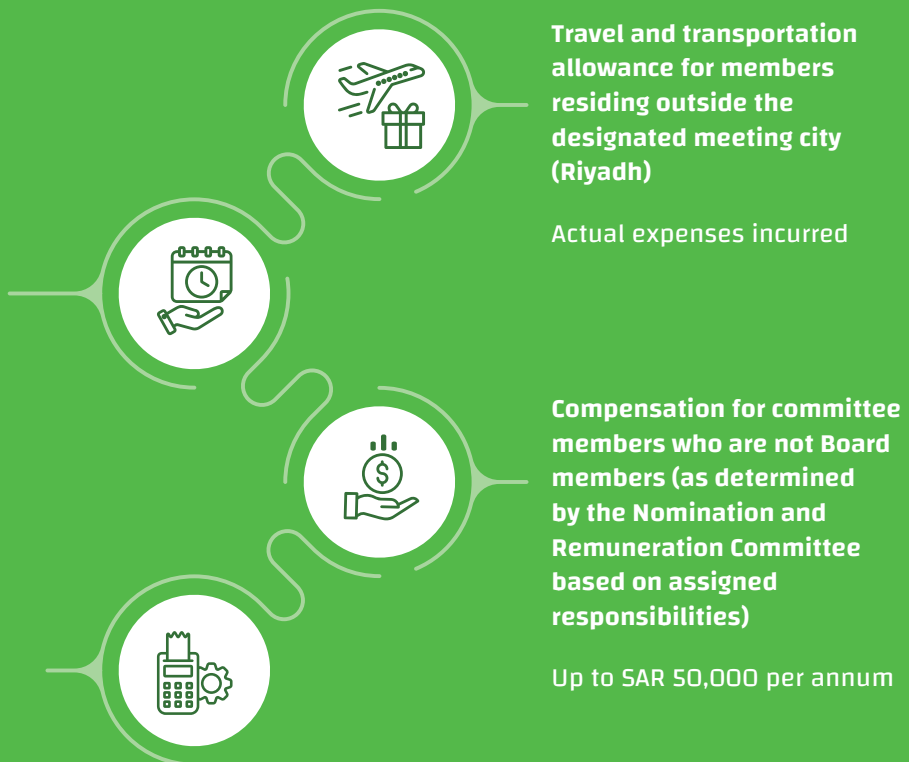 Travel and transportation
allowance for members
residing outside the
designated meeting city
(Riyadh)
Actual expenses incurred
Compensation for committee
members who are not Board
members (as determined
by the Nomination and
Remuneration Committee
based on assigned
responsibilities)
Up to SAR 50,000 per annum